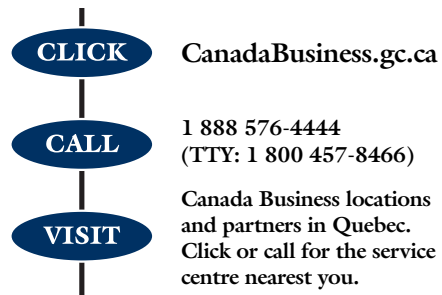 CLICK
CanadaBusiness.gc.ca
CALL
1 888 576-4444
(TTY: 1 800 457-8466)
VISIT
Canada Business locations
and partners in Quebec.
Click or call for the service
centre nearest you.